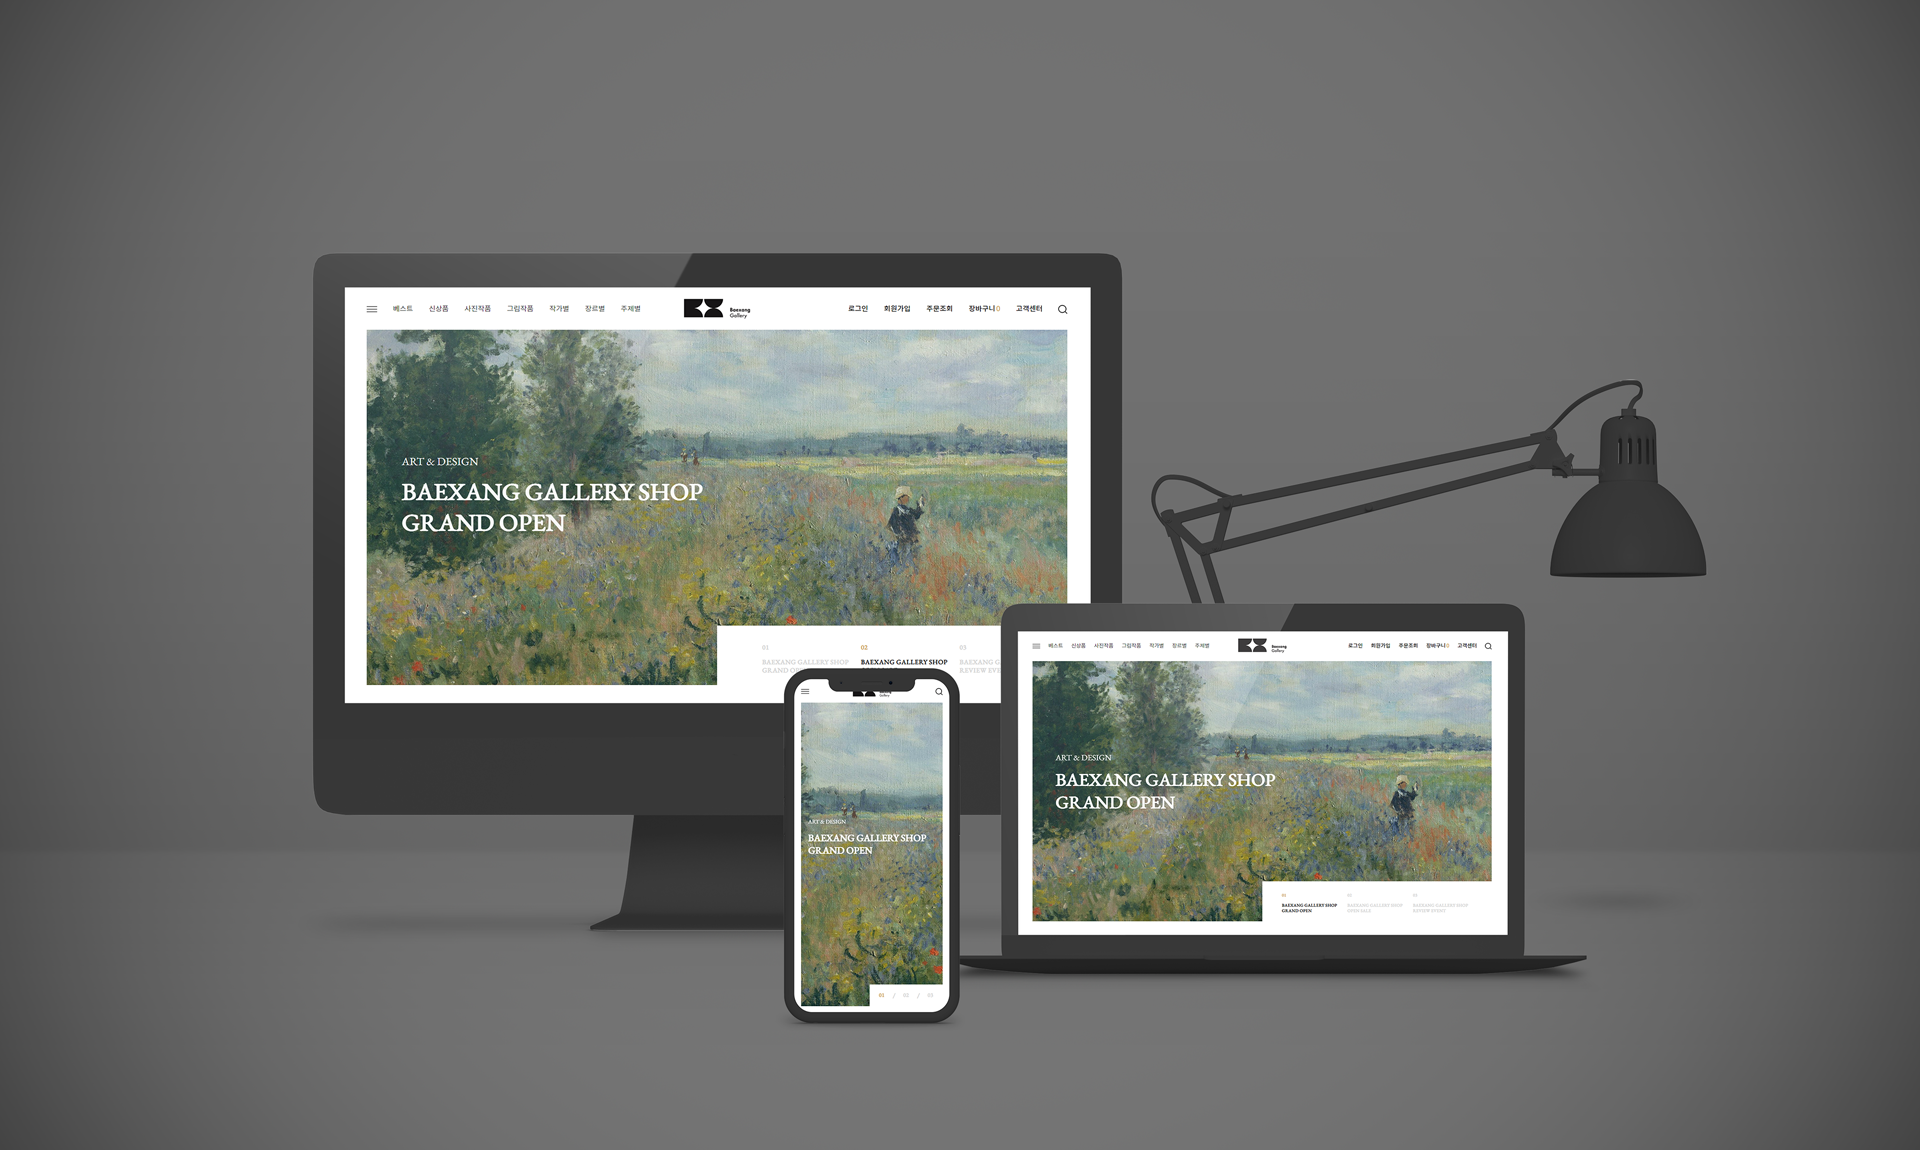 베스트 신상품 사진작품 그림작품 작가별 장르별 주제별
Baexang
Gallery
로그인 회원가입 주문조회 장바구니0 고객센터
ART & DESIGN
BAEXANG GALLERY SHOP
GRAND OPEN
01 02 03
BAEXANG GALLERY SHOP BAEXANG GALLERY SHOP BAEXANG G
GRAND O REVIEW EV
ART & DESIGN
BAEXANG GALLERY SHOP
GRAND OPEN
01 / 02 / 03
베스트 신상품 사진작품 그림작품 작가별 장르별 주제별
Baexang
Gallery
로그인 회원가입 주문조회 장바구니0 고객센터
ART & DESIGN
BAEXANG GALLERY SHOP
GRAND OPEN
01 02 03
BAEXANG GALLERY SHOP BAEXANG GALLERY SHOP BAEXANG GALLERY SHOP
GRAND OPEN OPEN SALE REVIEW EVENT